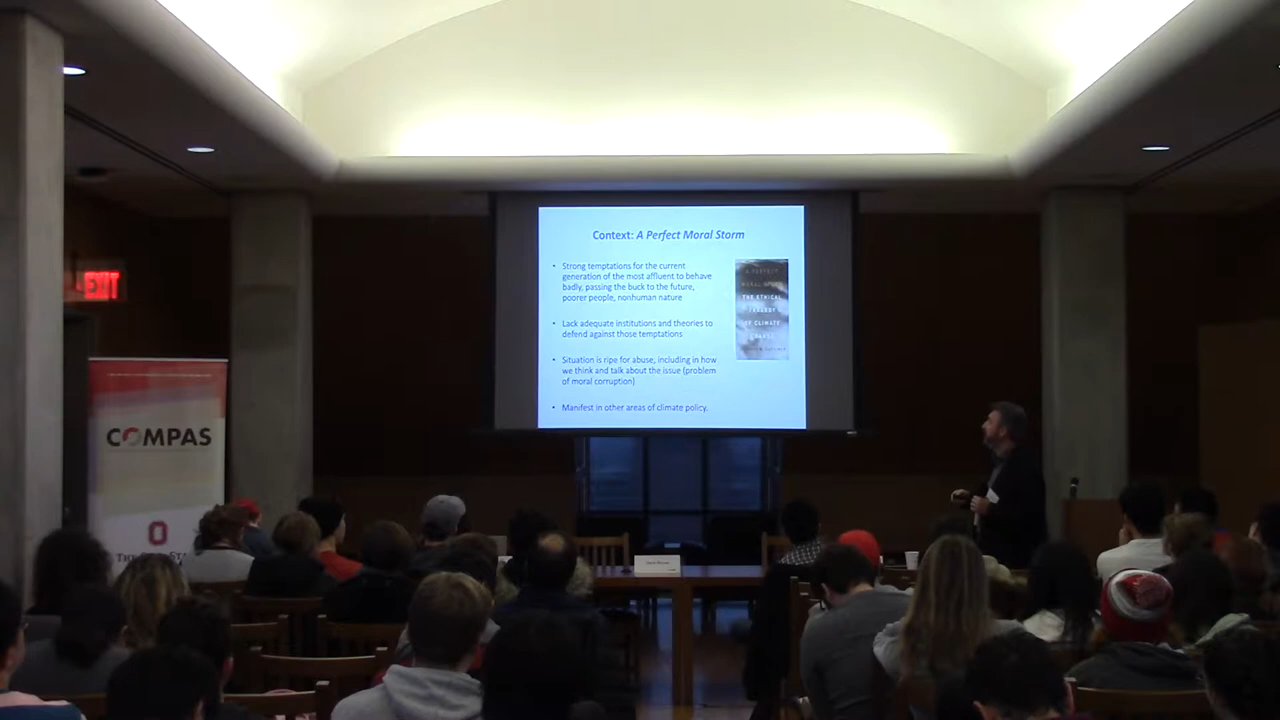 Context: A Perfect Moral Storm
• Strong temptations for the current
generation of the most affluent to behave
badly, passing the buck to the future,
poorer people, nonhuman nature
• Lack adequate institutions and theories to
defend against those temptations
• Situation is ripe for abuse, including in how
we think and talk about the issue (problem
of moral corruption)
• Manifest in other areas of climate policy.
A PERFECT
MORAL STORM
THE ETHICAL
TRAGEDY
OF CLIMATE
CHANGE
EXIT
COMPAS